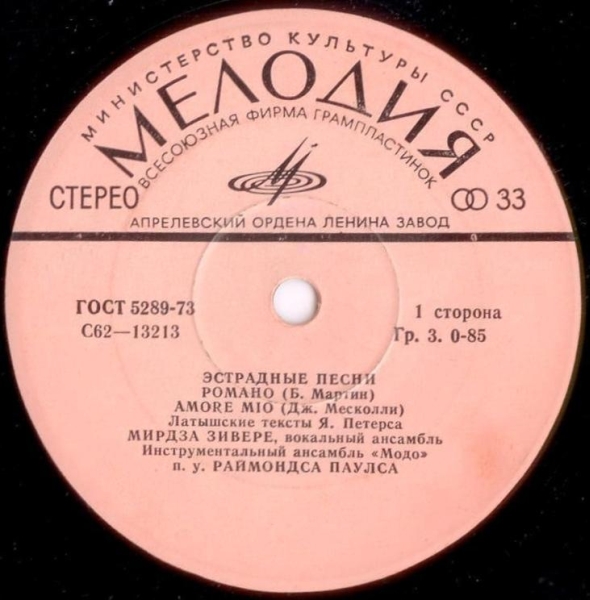 МИНИСТЕРСТВО КУЛЬТУРЫ СССР
МЕЛОДИЯ
ВСЕСОЮЗНАЯ ФИРМА ГРАМПЛАСТИНОК
СТЕРЕО
33
АПРЕЛЕВСКИЙ ОРДЕНА ЛЕНИНА ЗАВОД
ГОСТ 5289-73
С62—13213
1 сторона
Гр. 3. 0-85
ЭСТРАДНЫЕ ПЕСНИ
РОМАНО (Б. Мартин)
AMORE MIO (Дж. Месколли)
Латышские тексты Я. Петерса
МИРДЗА ЗИВЕРЕ, вокальный ансамбль
Инструментальный ансамбль «Модо»
п. у. РАЙМОНДСА ПАУЛСА